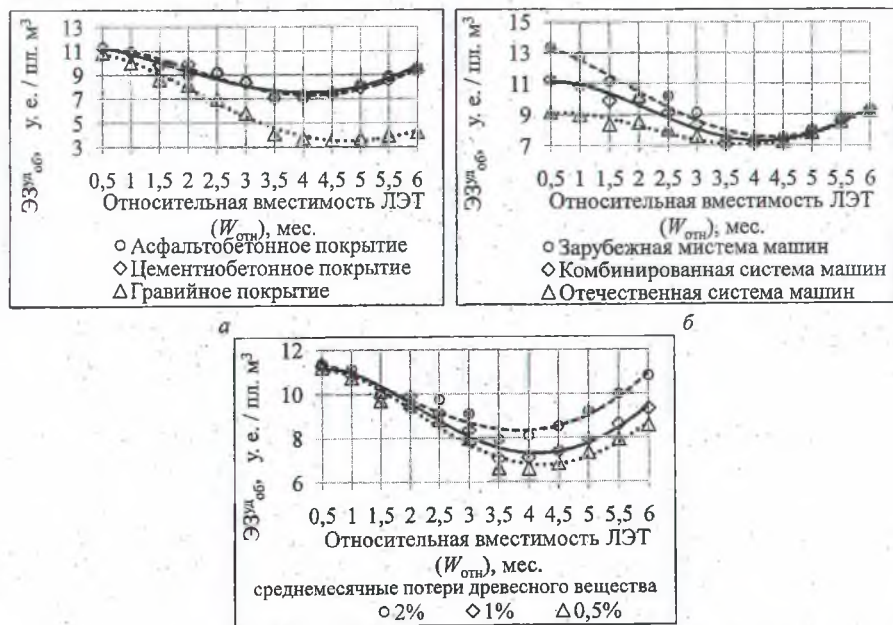 ЭЗ^уд_об, у. е. / пл. м³
13
11
9
7
5
3
0,5 1 1,5 2 2,5 3 3,5 4 4,5 5 5,5 6
Относительная вместимость ЛЭТ
(W_отн), мес.
○ Асфальтобетонное покрытие
◇ Цементнобетонное покрытие
△ Гравийное покрытие
а
ЭЗ^уд_об, у. е. / пл. м³
15
13
11
9
7
0,5 1 1,5 2 2,5 3 3,5 4 4,5 5 5,5 6
Относительная вместимость ЛЭТ
(W_отн), мес.
○ Зарубежная мистема машин
◇ Комбинированная система машин
△ Отечественная система машин
б
ЭЗ^уд_об, у. е. / пл. м³
12
10
8
6
0,5 1 1,5 2 2,5 3 3,5 4 4,5 5 5,5 6
Относительная вместимость ЛЭТ
(W_отн), мес.
среднемесячные потери древесного вещества
○ 2% ◇ 1% △ 0,5%